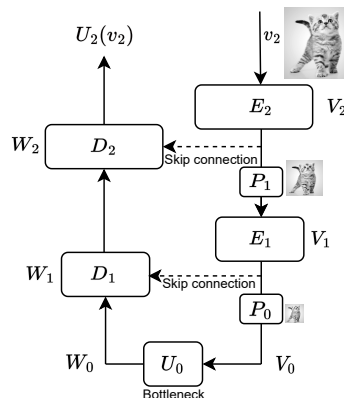 U₂(v₂)
v₂
E₂
V₂
W₂
D₂
Skip connection
P₁
E₁
V₁
W₁
D₁
Skip connection
P₀
W₀
U₀
V₀
Bottleneck